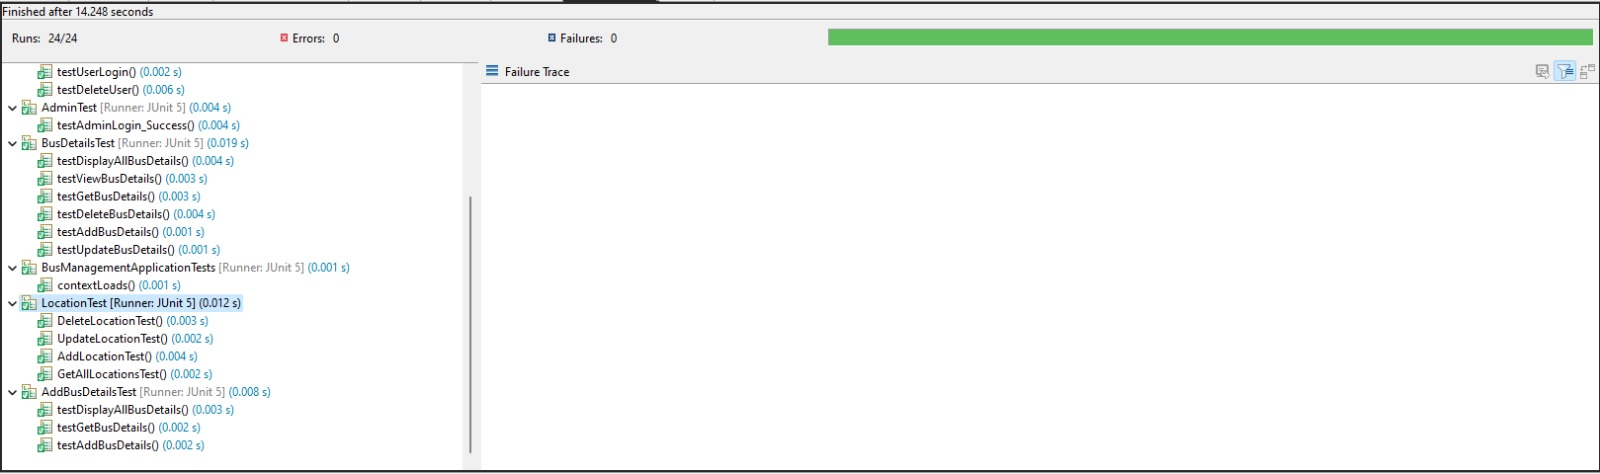 Finished after 14.248 seconds
Runs: 24/24 Errors: 0 Failures: 0
testUserLogin() (0.002 s)
testDeleteUser() (0.006 s)
AdminTest [Runner: JUnit 5] (0.004 s)
testAdminLogin_Success() (0.004 s)
BusDetailsTest [Runner: JUnit 5] (0.019 s)
testDisplayAllBusDetails() (0.004 s)
testViewBusDetails() (0.003 s)
testGetBusDetails() (0.003 s)
testDeleteBusDetails() (0.004 s)
testAddBusDetails() (0.001 s)
testUpdateBusDetails() (0.001 s)
BusManagementApplicationTests [Runner: JUnit 5] (0.001 s)
contextLoads() (0.001 s)
LocationTest [Runner: JUnit 5] (0.012 s)
DeleteLocationTest() (0.003 s)
UpdateLocationTest() (0.002 s)
AddLocationTest() (0.004 s)
GetAllLocationsTest() (0.002 s)
AddBusDetailsTest [Runner: JUnit 5] (0.008 s)
testDisplayAllBusDetails() (0.003 s)
testGetBusDetails() (0.002 s)
testAddBusDetails() (0.002 s)
Failure Trace